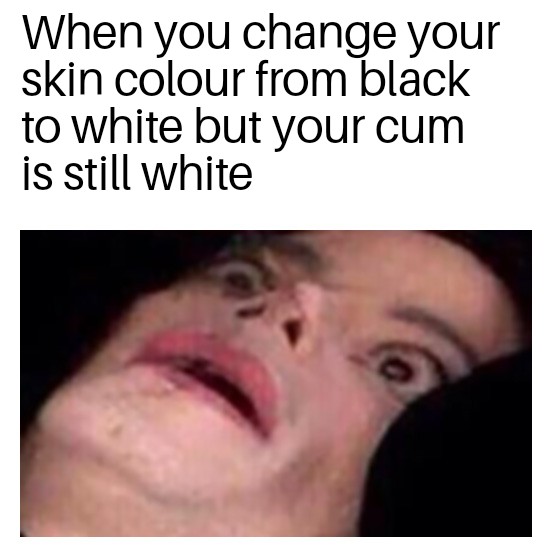 When you change your
skin colour from black
to white but your cum
is still white